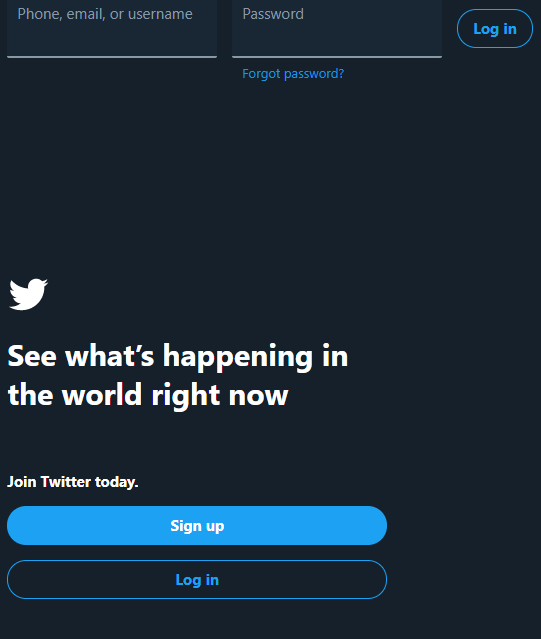 Phone, email, or username
Password
Log in
Forgot password?
See what’s happening in
the world right now
Join Twitter today.
Sign up
Log in